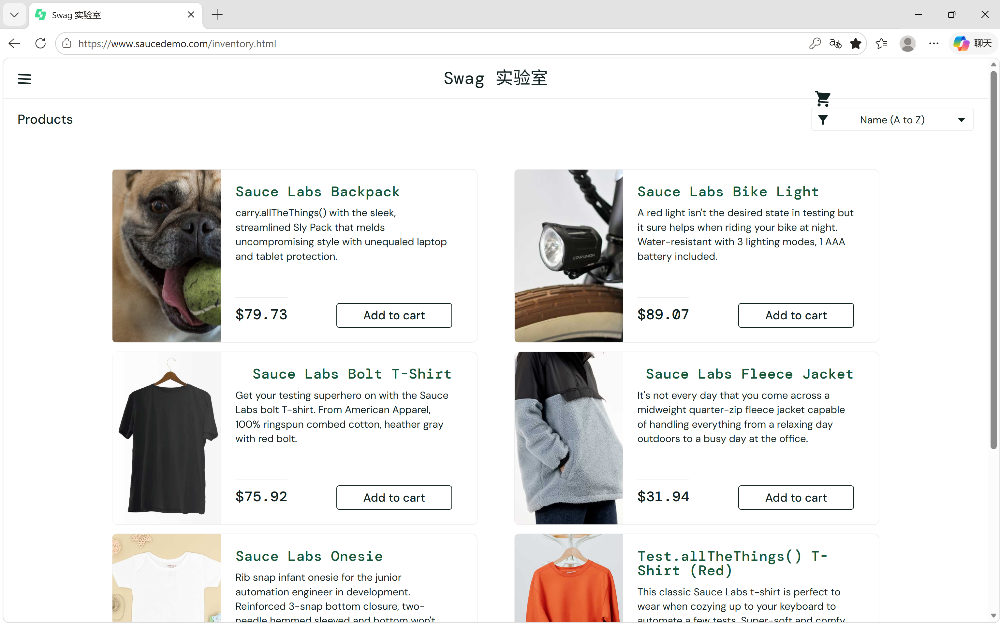 Swag 实验室
https://www.saucedemo.com/inventory.html
聊天
Swag 实验室
Products
Name (A to Z)
Sauce Labs Backpack
carry.allTheThings() with the sleek,
streamlined Sly Pack that melds
uncompromising style with unequaled laptop
and tablet protection.
$79.73
Add to cart
Sauce Labs Bike Light
A red light isn't the desired state in testing but
it sure helps when riding your bike at night.
Water-resistant with 3 lighting modes, 1 AAA
battery included.
STAR UNION
$89.07
Add to cart
Sauce Labs Bolt T-Shirt
Get your testing superhero on with the Sauce
Labs bolt T-shirt. From American Apparel,
100% ringspun combed cotton, heather gray
with red bolt.
$75.92
Add to cart
Sauce Labs Fleece Jacket
It's not every day that you come across a
midweight quarter-zip fleece jacket capable
of handling everything from a relaxing day
outdoors to a busy day at the office.
$31.94
Add to cart
Sauce Labs Onesie
Rib snap infant onesie for the junior
automation engineer in development.
Reinforced 3-snap bottom closure, two-
needle hemmed sleeved and bottom won't
Test.allTheThings() T-
Shirt (Red)
This classic Sauce Labs t-shirt is perfect to
wear when cozying up to your keyboard to
automate a few tests. Super-soft and comfy